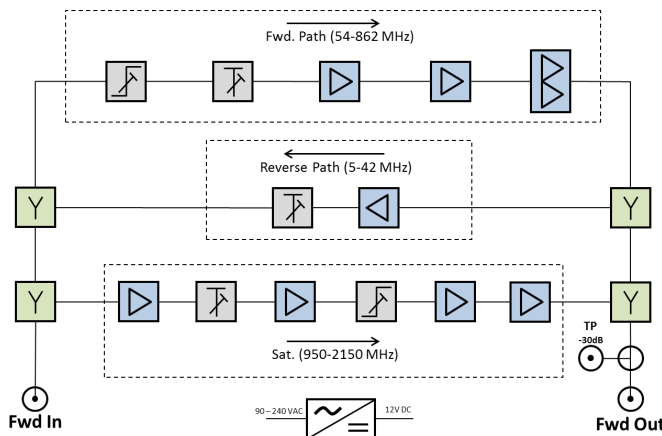 Fwd. Path (54-862 MHz)
Reverse Path (5-42 MHz)
Sat. (950-2150 MHz)
TP
-30dB
Fwd In
90 – 240 VAC
12V DC
Fwd Out